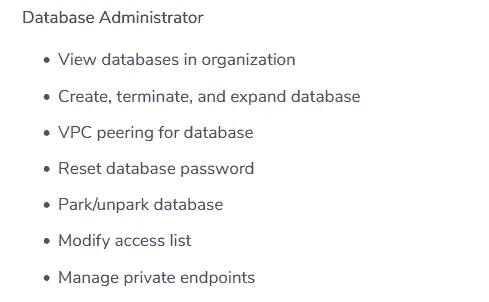 Database Administrator
• View databases in organization
• Create, terminate, and expand database
• VPC peering for database
• Reset database password
• Park/unpark database
• Modify access list
• Manage private endpoints